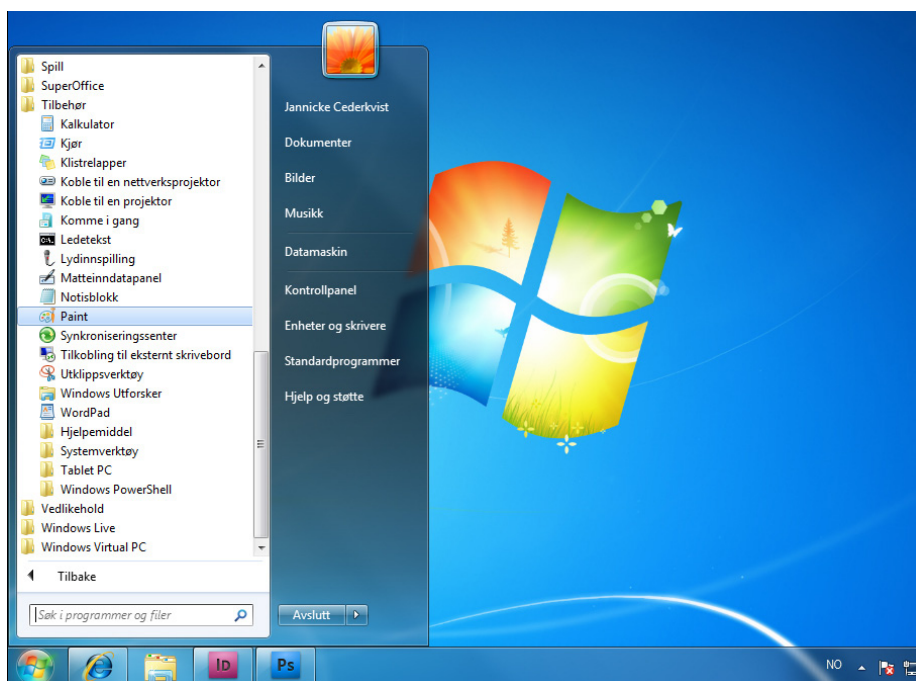 Spill
SuperOffice
Tilbehør
Kalkulator
Kjør
Klistrelapper
Koble til en nettverksprojektor
Koble til en projektor
Komme i gang
Ledetekst
Lydinnspilling
Matteinndatapanel
Notisblokk
Paint
Synkroniseringssenter
Tilkobling til eksternt skrivebord
Utklippsverktøy
Windows Utforsker
WordPad
Hjelpemiddel
Systemverktøy
Tablet PC
Windows PowerShell
Vedlikehold
Windows Live
Windows Virtual PC
Tilbake
Søk i programmer og filer
Jannicke Cederkvist
Dokumenter
Bilder
Musikk
Datamaskin
Kontrollpanel
Enheter og skrivere
Standardprogrammer
Hjelp og støtte
Avslutt
ID
Ps
NO